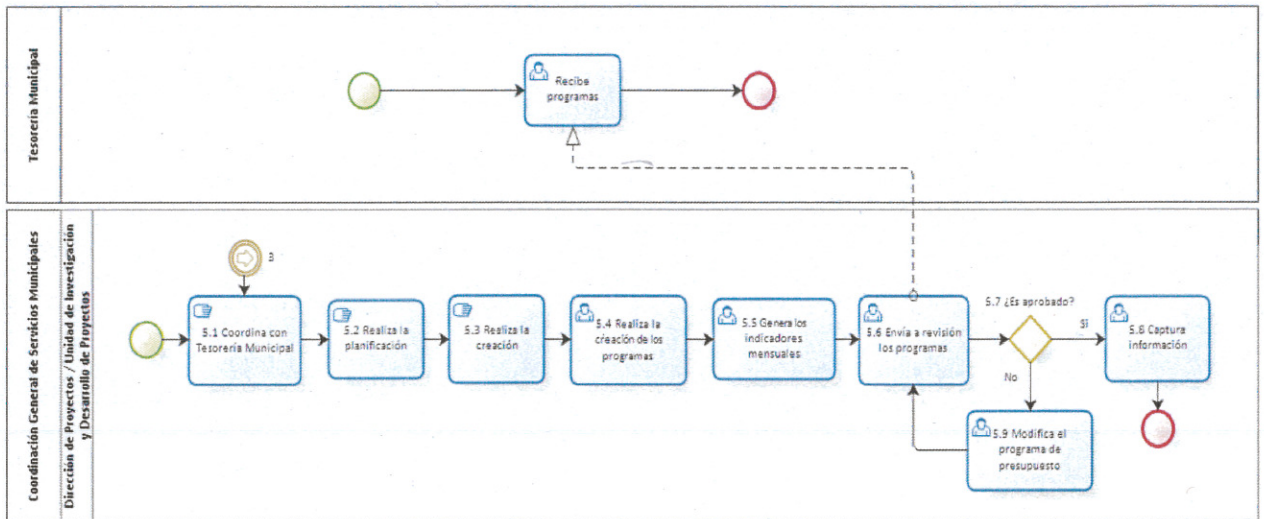 Tesorería Municipal
Recibe
programas
Coordinación General de Servicios Municipales
Dirección de Proyectos / Unidad de Investigación
y Desarrollo de Proyectos
3
5.1 Coordina con
Tesorería Municipal
5.2 Realiza la
planificación
5.3 Realiza la
creación
5.4 Realiza la
creación de los
programas
5.5 Genera los
indicadores
mensuales
5.6 Envía a revisión
los programas
5.7 ¿Es aprobado?
Sí
No
5.8 Captura
información
5.9 Modifica el
programa de
presupuesto